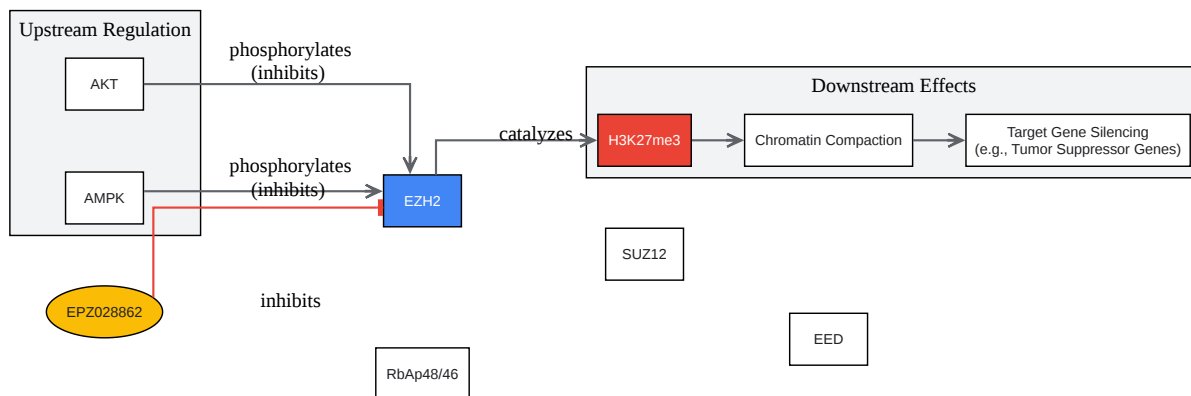 Upstream Regulation
phosphorylates
(inhibits)
AKT
Downstream Effects
catalyzes
H3K27me3
Chromatin Compaction
Target Gene Silencing
(e.g., Tumor Suppressor Genes)
phosphorylates
(inhibits)
AMPK
EZH2
SUZ12
EPZ028862
inhibits
EED
RbAp48/46